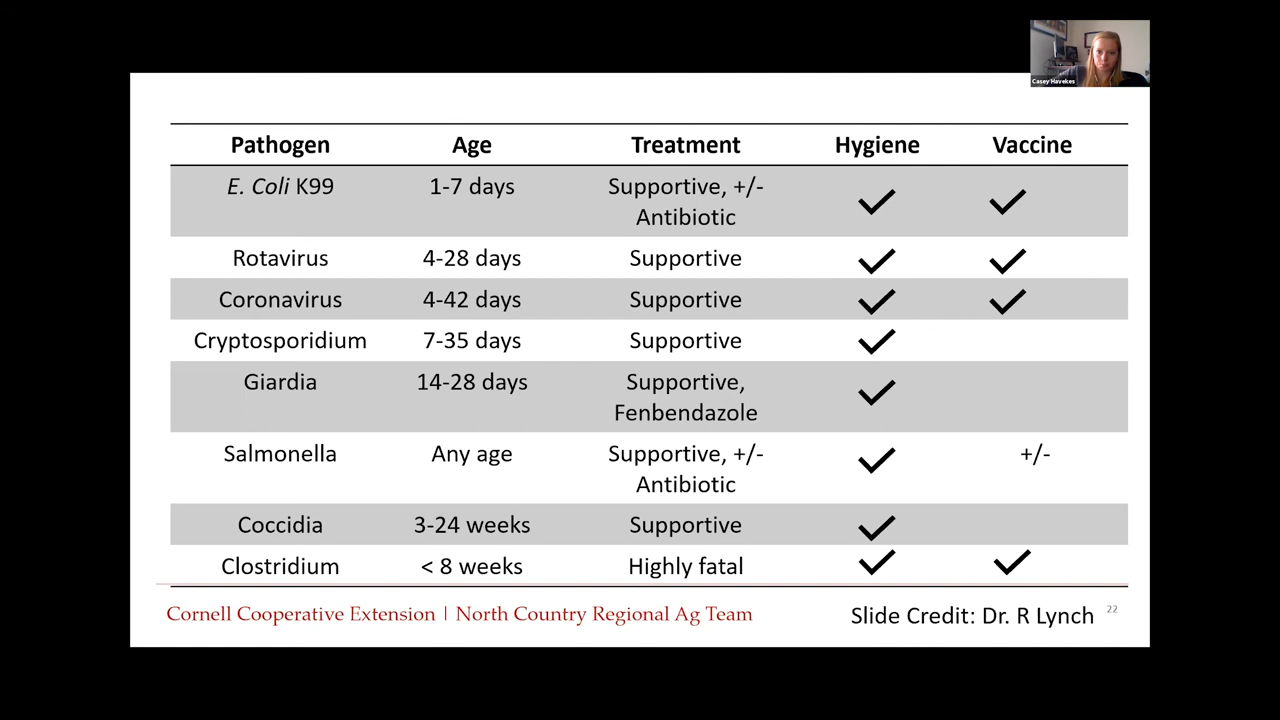 Casey Havekes
Pathogen Age Treatment Hygiene Vaccine
E. Coli K99 1-7 days Supportive, +/- Antibiotic ✓ ✓
Rotavirus 4-28 days Supportive ✓ ✓
Coronavirus 4-42 days Supportive ✓ ✓
Cryptosporidium 7-35 days Supportive ✓
Giardia 14-28 days Supportive, Fenbendazole ✓
Salmonella Any age Supportive, +/- Antibiotic ✓ +/-
Coccidia 3-24 weeks Supportive ✓
Clostridium < 8 weeks Highly fatal ✓ ✓
Cornell Cooperative Extension | North Country Regional Ag Team
Slide Credit: Dr. R Lynch 22